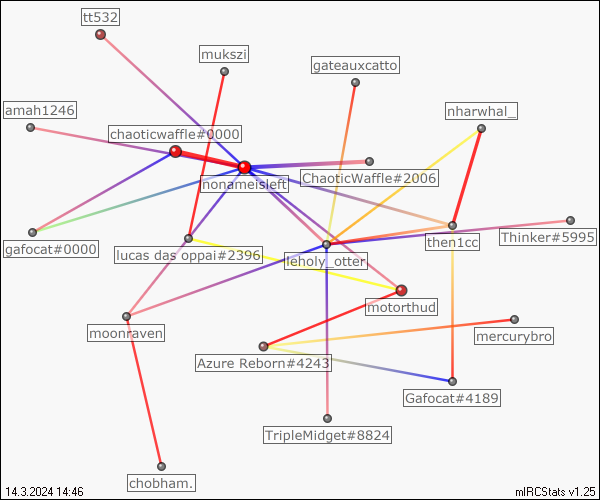 tt532
mukszi
gateauxcatto
amah1246
nharwhal_
chaoticwaffle#0000
ChaoticWaffle#2006
nonameisleft
gafocat#0000
Thinker#5995
then1cc
lucas das oppai#2396
leholy_otter
motorthud
moonraven
mercurybro
Azure Reborn#4243
Gafocat#4189
TripleMidget#8824
chobham.
14.3.2024 14:46
mIRCStats v1.25